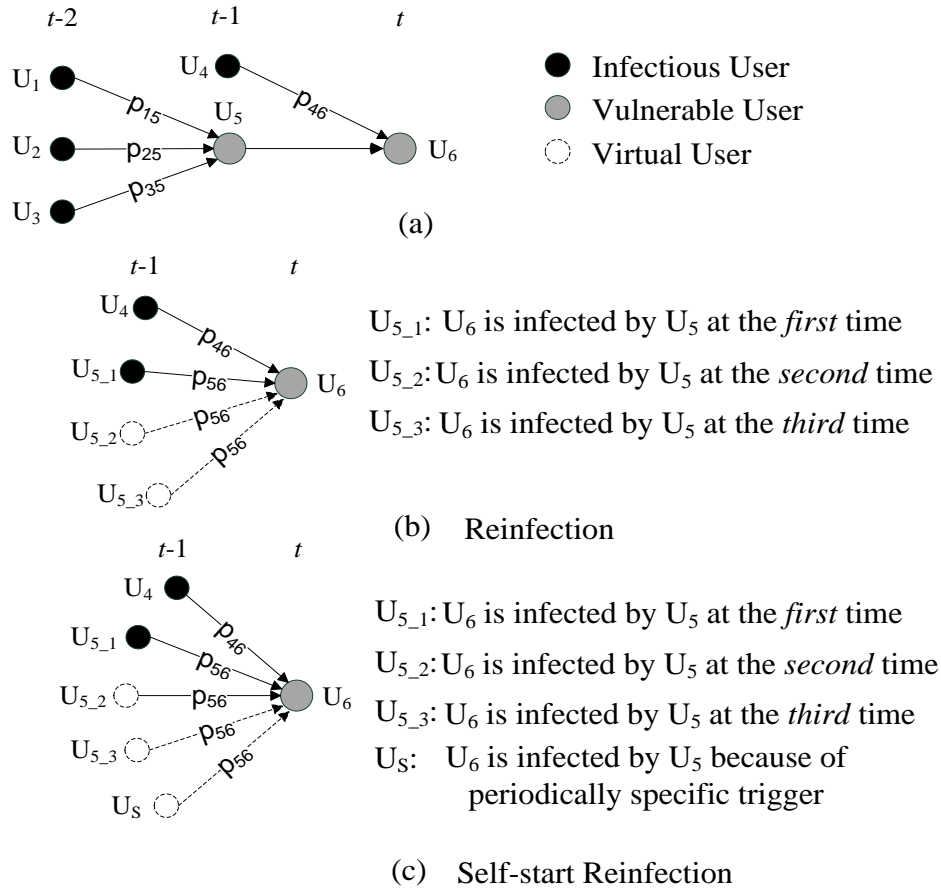 t-2 t-1 t
U1 U4 Infectious User
p15 p46
U5 Vulnerable User
U2 p25 U6
Virtual User
p35
U3
(a)
t-1 t
U4 U5_1: U6 is infected by U5 at the first time
p46
U5_1 p56 U6 U5_2: U6 is infected by U5 at the second time
U5_2 p56 U5_3: U6 is infected by U5 at the third time
p56
U5_3
(b) Reinfection
t-1 t
U4 U5_1: U6 is infected by U5 at the first time
p46
U5_1 p56 U5_2: U6 is infected by U5 at the second time
U5_2 p56 U6
U5_3 p56 U5_3: U6 is infected by U5 at the third time
p56 US: U6 is infected by U5 because of
US periodically specific trigger
(c) Self-start Reinfection